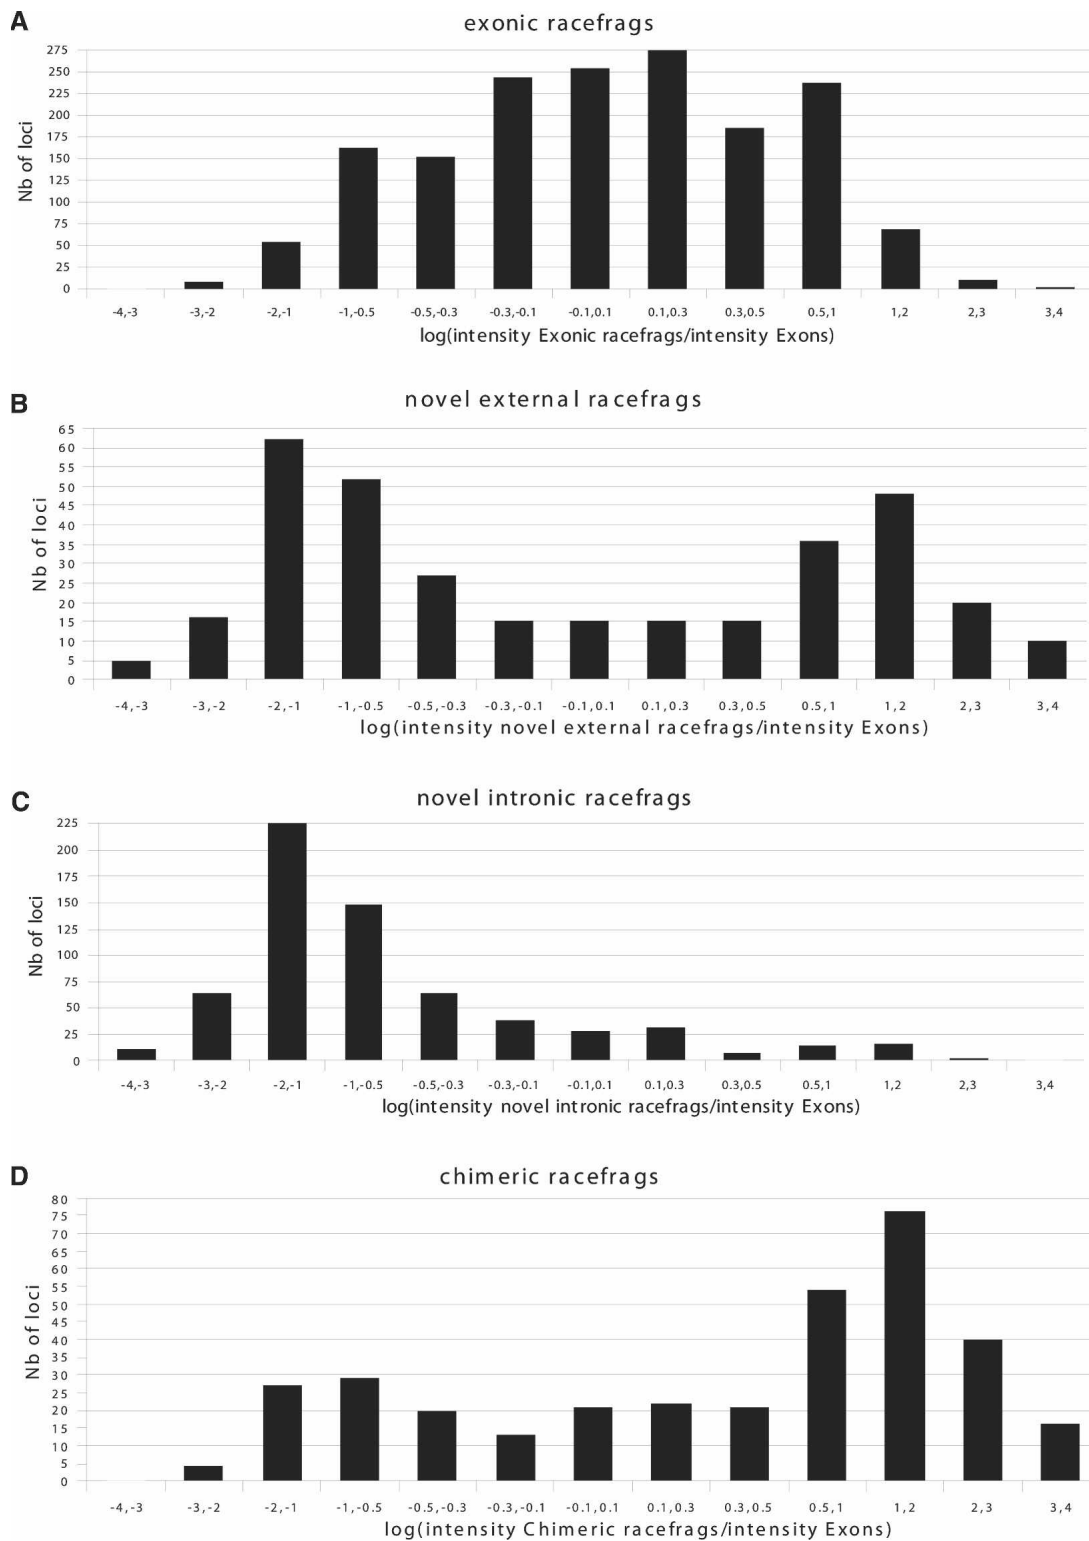 A
exonic racefrags
Nb of loci
275
250
225
200
175
150
125
100
75
50
25
0
-4,-3 -3,-2 -2,-1 -1,-0.5 -0.5,-0.3 -0.3,-0.1 -0.1,0.1 0.1,0.3 0.3,0.5 0.5,1 1,2 2,3 3,4
log(intensity Exonic racefrags/intensity Exons)
B
novel external racefrags
Nb of loci
65
60
55
50
45
40
35
30
25
20
15
10
5
0
-4,-3 -3,-2 -2,-1 -1,-0.5 -0.5,-0.3 -0.3,-0.1 -0.1,0.1 0.1,0.3 0.3,0.5 0.5,1 1,2 2,3 3,4
log(intensity novel external racefrags/intensity Exons)
C
novel intronic racefrags
Nb of loci
225
200
175
150
125
100
75
50
25
0
-4,-3 -3,-2 -2,-1 -1,-0.5 -0.5,-0.3 -0.3,-0.1 -0.1,0.1 0.1,0.3 0.3,0.5 0.5,1 1,2 2,3 3,4
log(intensity novel intronic racefrags/intensity Exons)
D
chimeric racefrags
Nb of loci
80
75
70
65
60
55
50
45
40
35
30
25
20
15
10
5
0
-4,-3 -3,-2 -2,-1 -1,-0.5 -0.5,-0.3 -0.3,-0.1 -0.1,0.1 0.1,0.3 0.3,0.5 0.5,1 1,2 2,3 3,4
log(intensity Chimeric racefrags/intensity Exons)